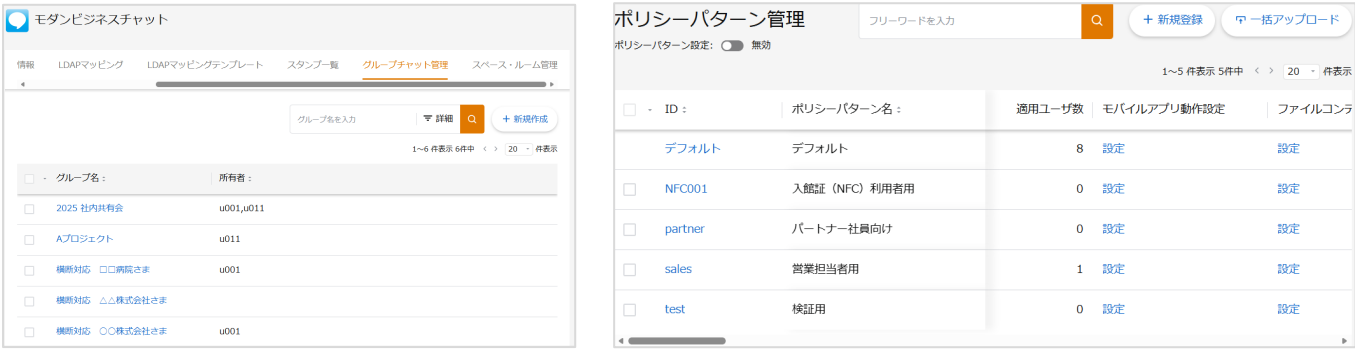 モダンビジネスチャット
情報 LDAPマッピング LDAPマッピングテンプレート スタンプ一覧 グループチャット管理 スペース・ルーム管理
グループ名を入力 詳細 + 新規作成
1～6 件表示 6件中 < > 20 件表示
グループ名 所有者
2025 社内共有会 u001,u011
Aプロジェクト u011
横断対応 □□病院さま u001
横断対応 △△株式会社さま
横断対応 〇〇株式会社さま u001
ポリシーパターン管理 フリーワードを入力 + 新規登録 一括アップロード
ポリシーパターン設定: 無効
1～5 件表示 5件中 < > 20 件表示
ID ポリシーパターン名 適用ユーザ数 モバイルアプリ動作設定 ファイルコンテ
デフォルト デフォルト 8 設定 設定
NFC001 入館証（NFC）利用者用 0 設定 設定
partner パートナー社員向け 0 設定 設定
sales 営業担当者用 1 設定 設定
test 検証用 0 設定 設定